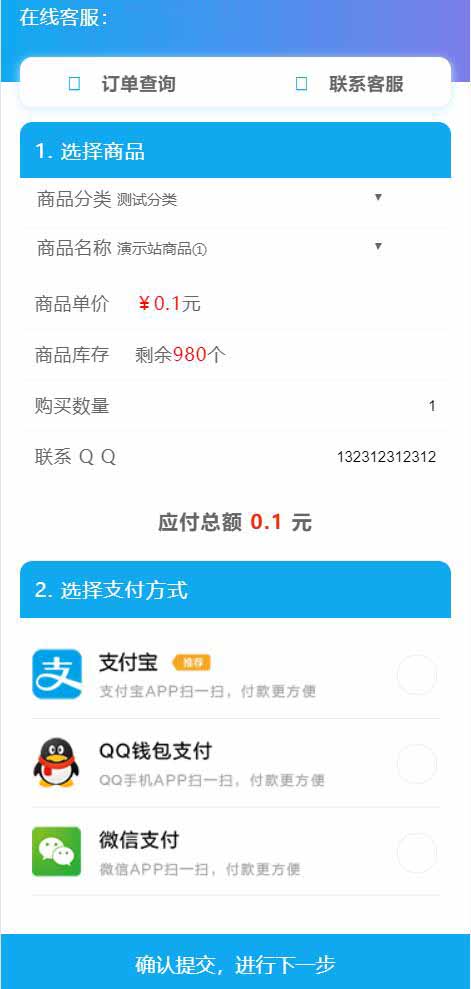 在线客服：
订单查询 联系客服
1. 选择商品
商品分类 测试分类
商品名称 演示站商品①
商品单价 ￥0.1元
商品库存 剩余980个
购买数量 1
联系ＱＱ 132312312312
应付总额 0.1 元
2. 选择支付方式
支付宝 推荐
支付宝APP扫一扫，付款更方便
QQ钱包支付
QQ手机APP扫一扫，付款更方便
微信支付
微信APP扫一扫，付款更方便
确认提交，进行下一步